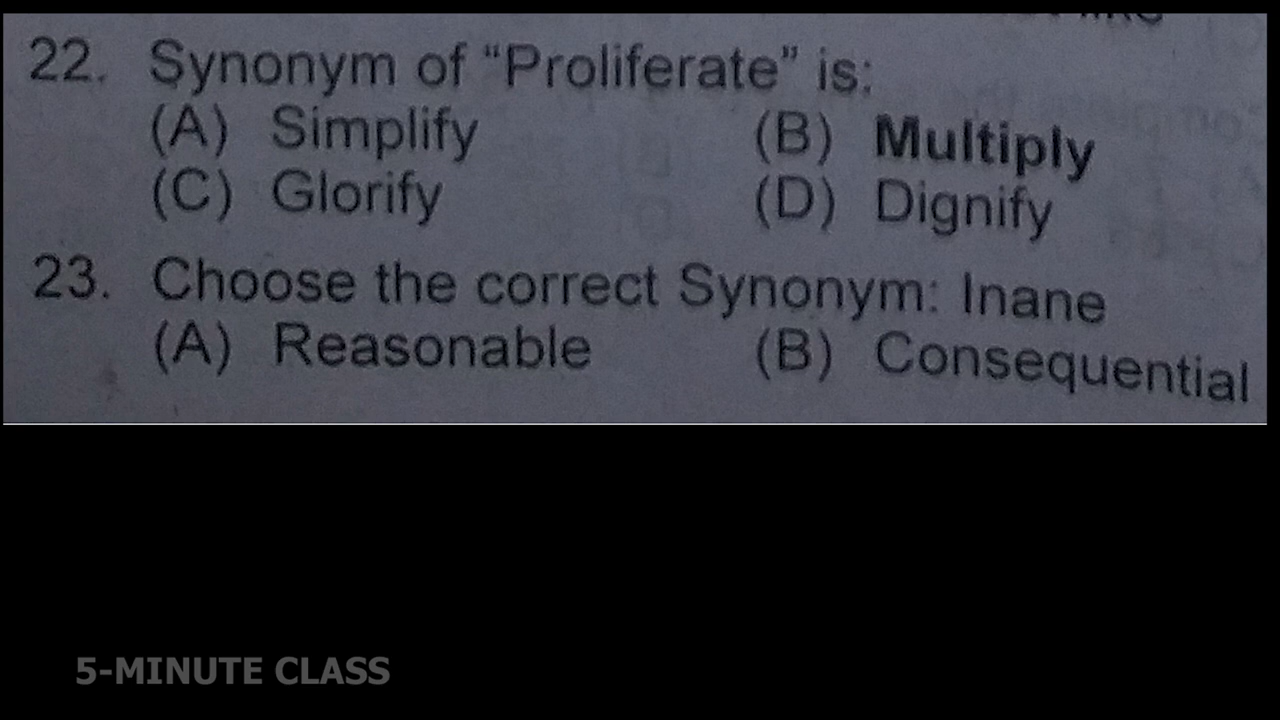 22. Synonym of “Proliferate” is:
(A) Simplify (B) Multiply
(C) Glorify (D) Dignify
23. Choose the correct Synonym: Inane
(A) Reasonable (B) Consequential
5-MINUTE CLASS